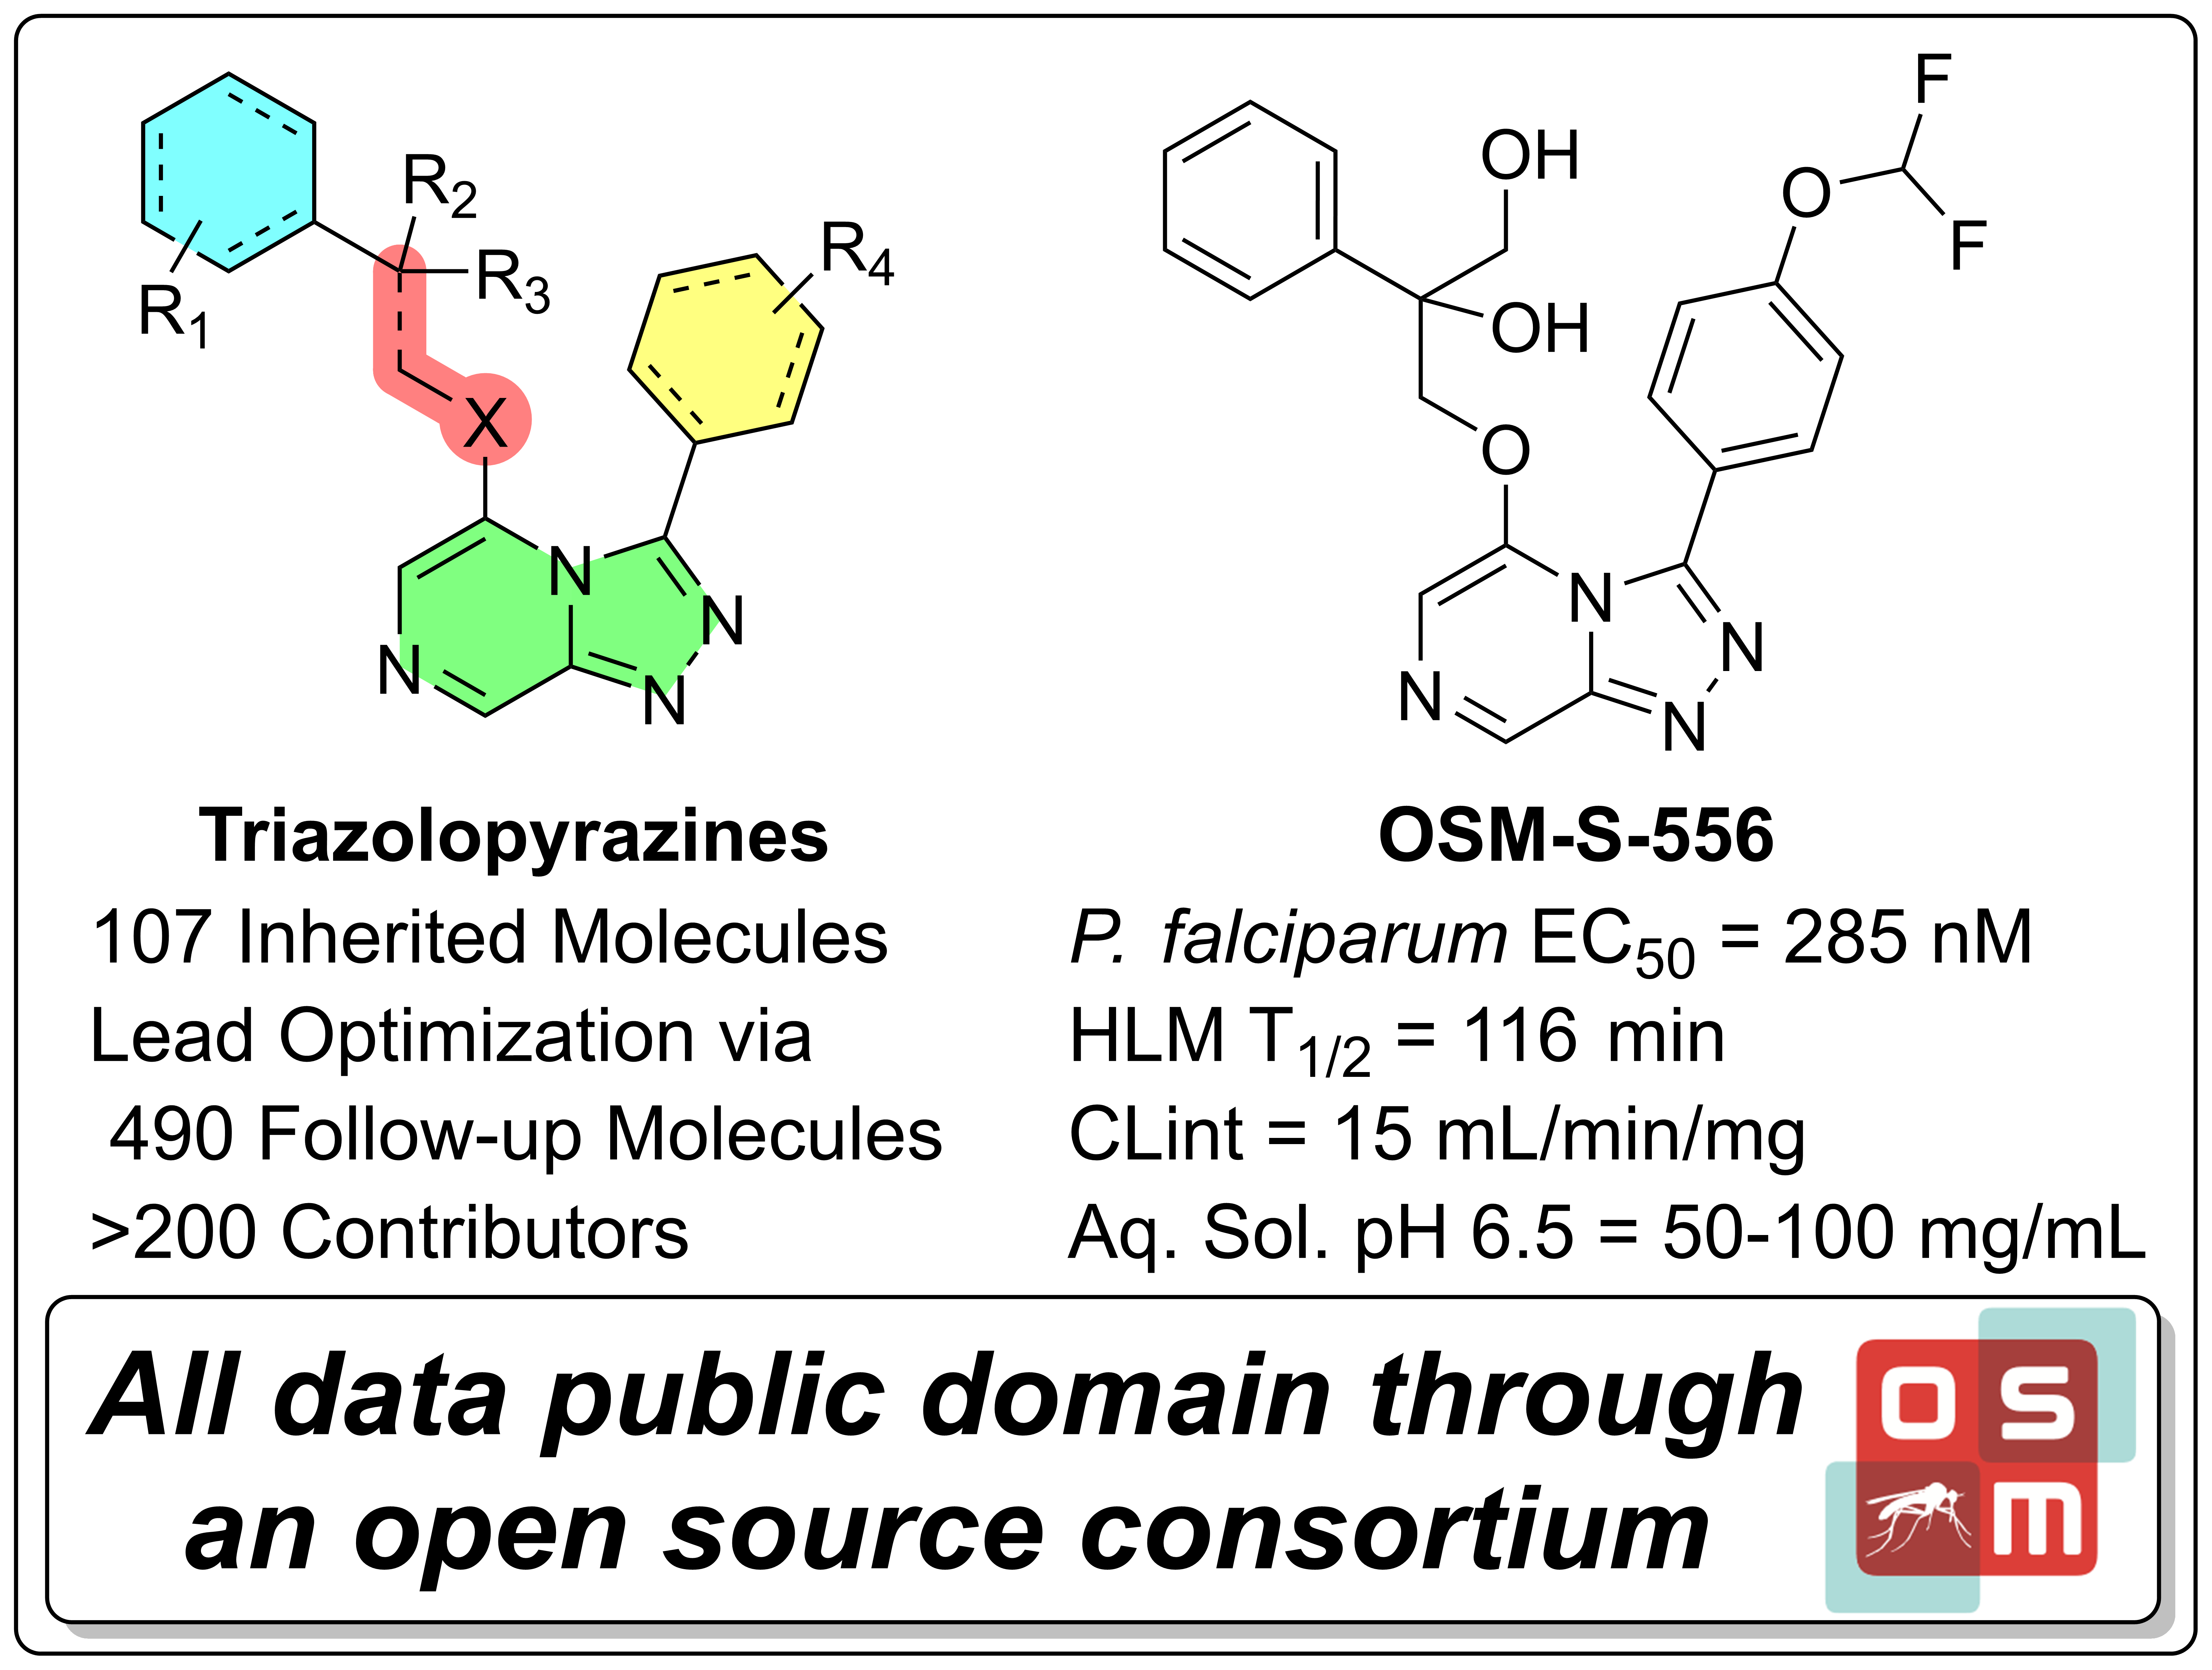 R2
R3
R1
R4
X
N
N
N
N
F
OH
O
F
OH
O
N
N
N
N
Triazolopyrazines
107 Inherited Molecules
Lead Optimization via
490 Follow-up Molecules
>200 Contributors
OSM-S-556
P. falciparum EC50 = 285 nM
HLM T1/2 = 116 min
CLint = 15 mL/min/mg
Aq. Sol. pH 6.5 = 50-100 mg/mL
All data public domain through
an open source consortium
OS
m